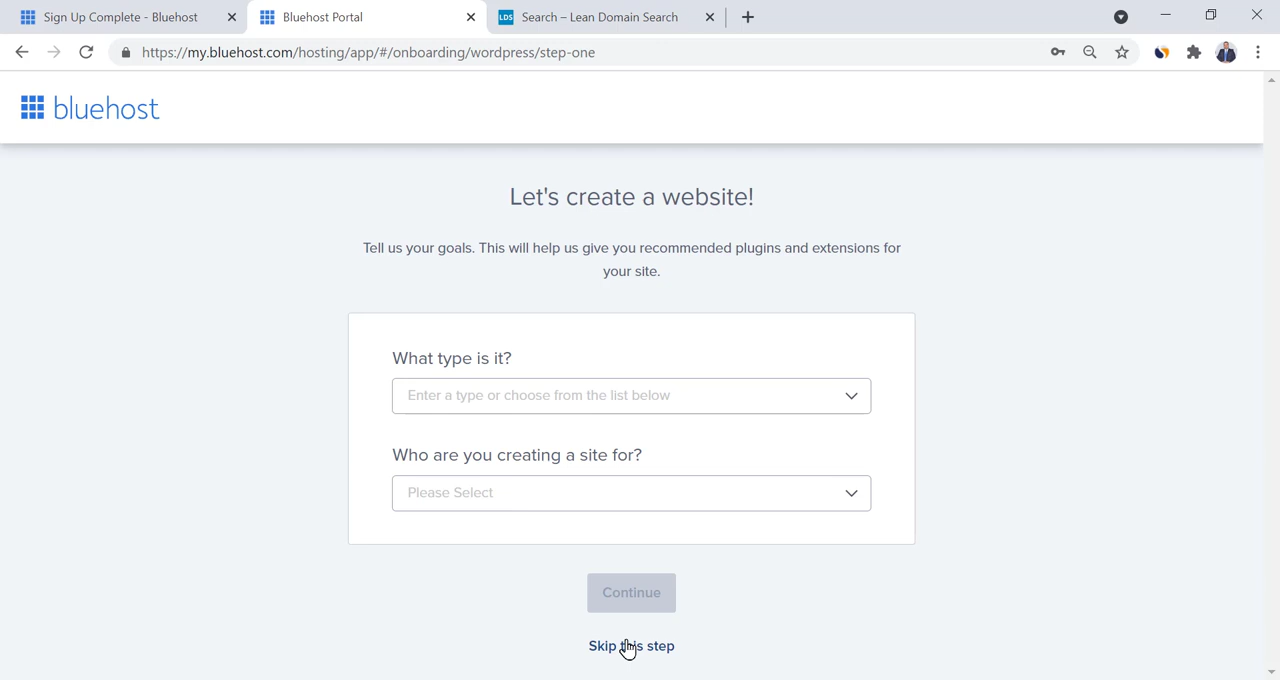 Sign Up Complete - Bluehost
Bluehost Portal
LDS Search – Lean Domain Search
https://my.bluehost.com/hosting/app/#/onboarding/wordpress/step-one
bluehost
Let's create a website!
Tell us your goals. This will help us give you recommended plugins and extensions for
your site.
What type is it?
Enter a type or choose from the list below
Who are you creating a site for?
Please Select
Continue
Skip this step